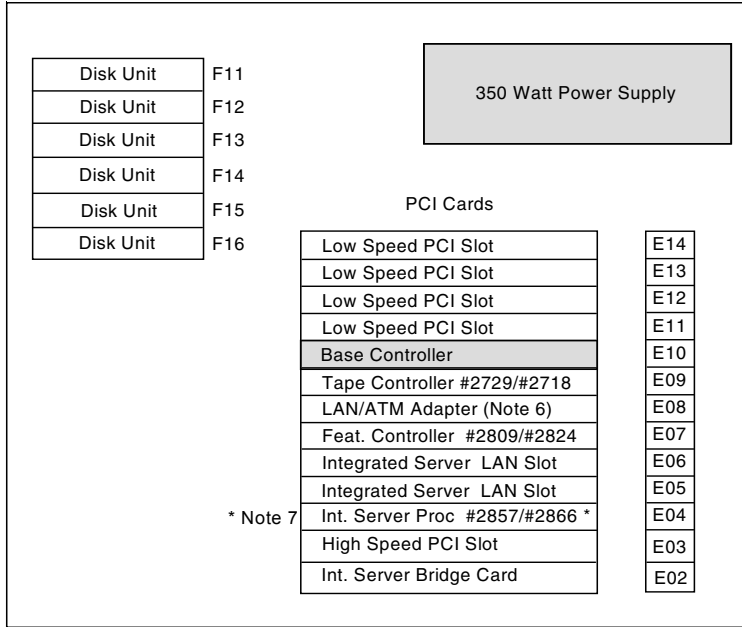 Disk Unit F11
Disk Unit F12
Disk Unit F13
Disk Unit F14
Disk Unit F15
Disk Unit F16
350 Watt Power Supply
PCI Cards
Low Speed PCI Slot E14
Low Speed PCI Slot E13
Low Speed PCI Slot E12
Low Speed PCI Slot E11
Base Controller E10
Tape Controller #2729/#2718 E09
LAN/ATM Adapter (Note 6) E08
Feat. Controller #2809/#2824 E07
Integrated Server LAN Slot E06
Integrated Server LAN Slot E05
* Note 7 Int. Server Proc #2857/#2866 * E04
High Speed PCI Slot E03
Int. Server Bridge Card E02